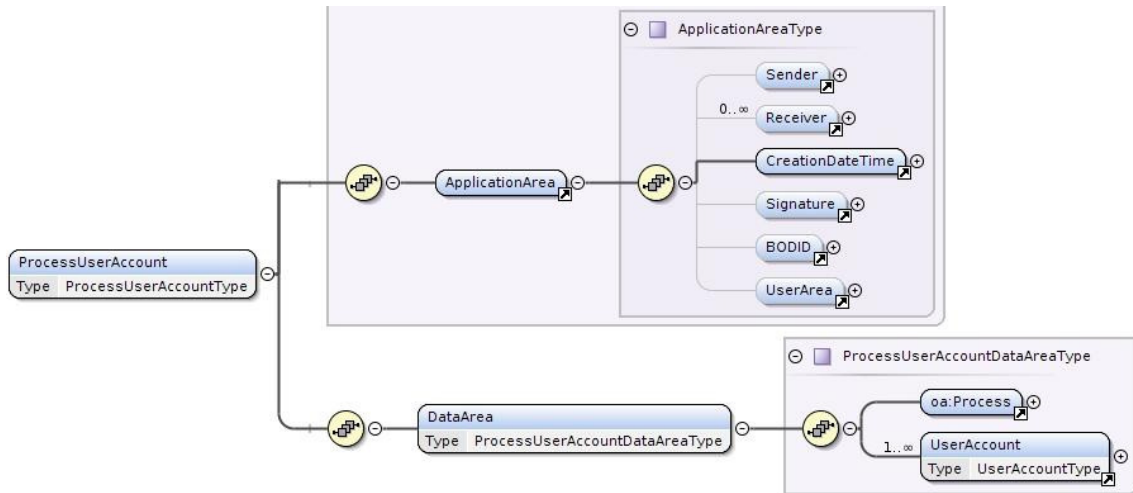 ApplicationAreaType
Sender
0..∞
Receiver
CreationDateTime
ApplicationArea
Signature
BODID
UserArea
ProcessUserAccount
Type ProcessUserAccountType
ProcessUserAccountDataAreaType
oa:Process
DataArea
Type ProcessUserAccountDataAreaType
1..∞
UserAccount
Type UserAccountType